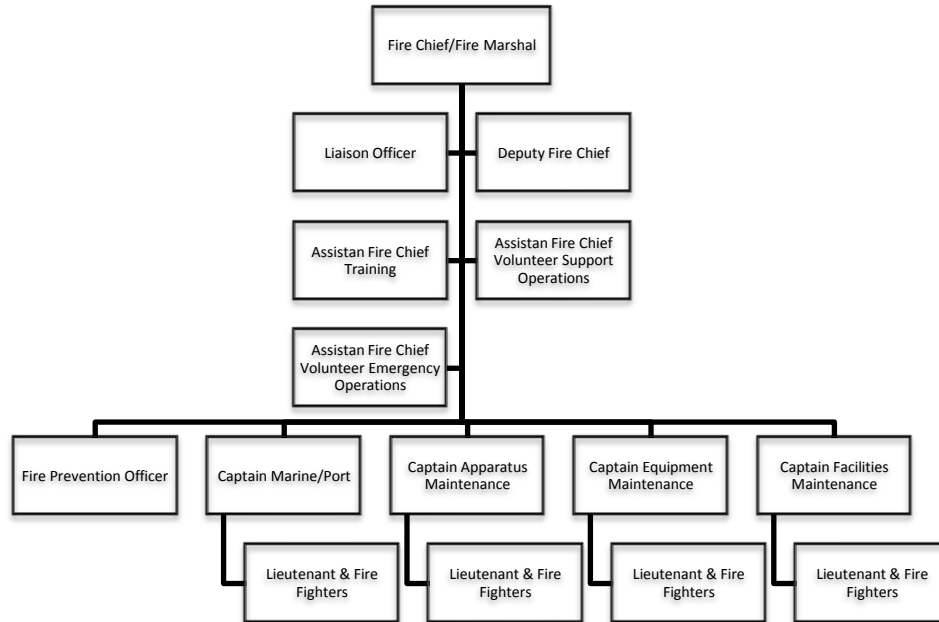 Fire Chief/Fire Marshal
Liaison Officer
Deputy Fire Chief
Assistan Fire Chief
Training
Assistan Fire Chief
Volunteer Support
Operations
Assistan Fire Chief
Volunteer Emergency
Operations
Fire Prevention Officer
Captain Marine/Port
Captain Apparatus
Maintenance
Captain Equipment
Maintenance
Captain Facilities
Maintenance
Lieutenant & Fire
Fighters
Lieutenant & Fire
Fighters
Lieutenant & Fire
Fighters
Lieutenant & Fire
Fighters